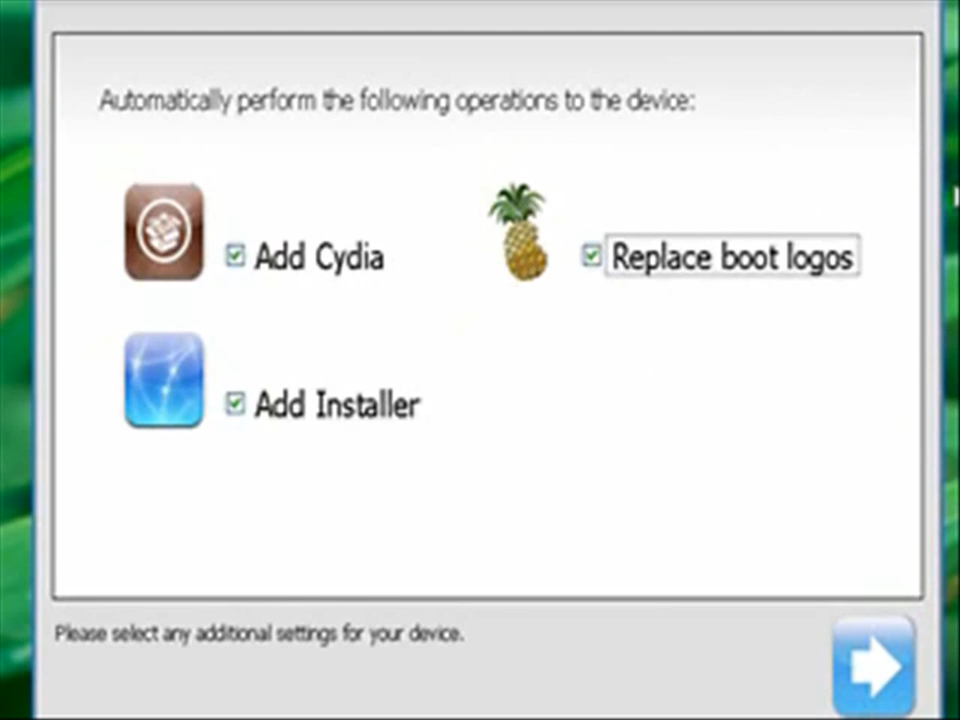 Automatically perform the following operations to the device:
Add Cydia
Replace boot logos
Add Installer
Please select any additional settings for your device.